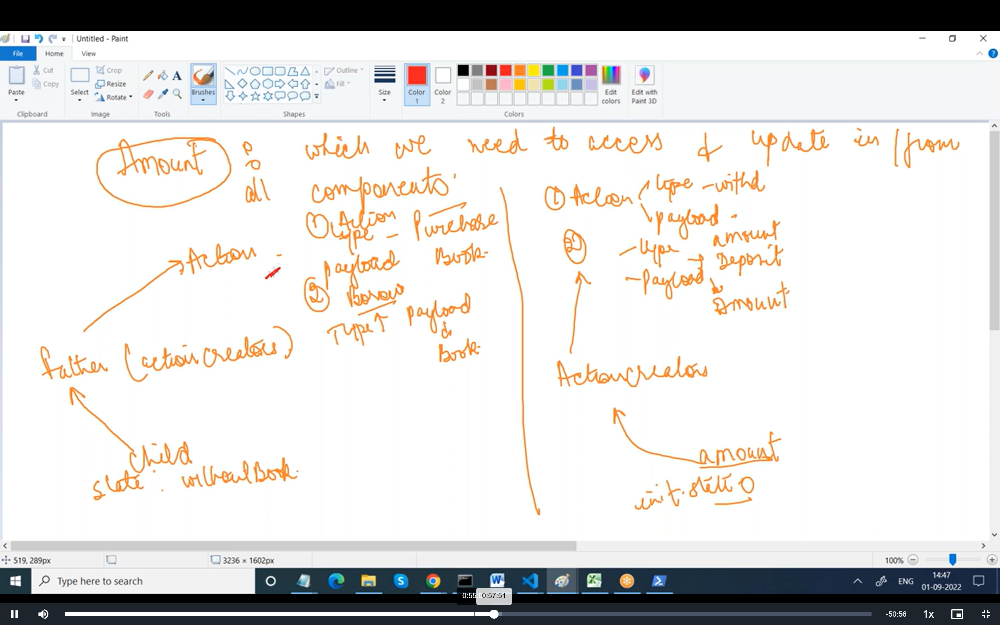 Untitled - Paint
File Home View
Cut
Copy
Paste
Clipboard
Crop
Resize
Rotate
Select
Image
Tools
Brushes
Outline
Fill
Shapes
Size
Color 1
Color 2
Edit colors
Edit with Paint 3D
Colors
Amount : which we need to access & update in/from
all components.
① Action
type - Purchase
Book.
payload
② Borrow
Type↑ payload
Book.
Action -
father (action creators)
child
state : without Book.
① Action
type - withd
payload -
amount
②
- type → Deposit
- Payload
Amount
Action creators
amount
init. state 0
519, 289px
3236 × 1602px
100%
Type here to search
ENG
14:47
01-09-2022
0:55:
0:57:51
-50:56
1x